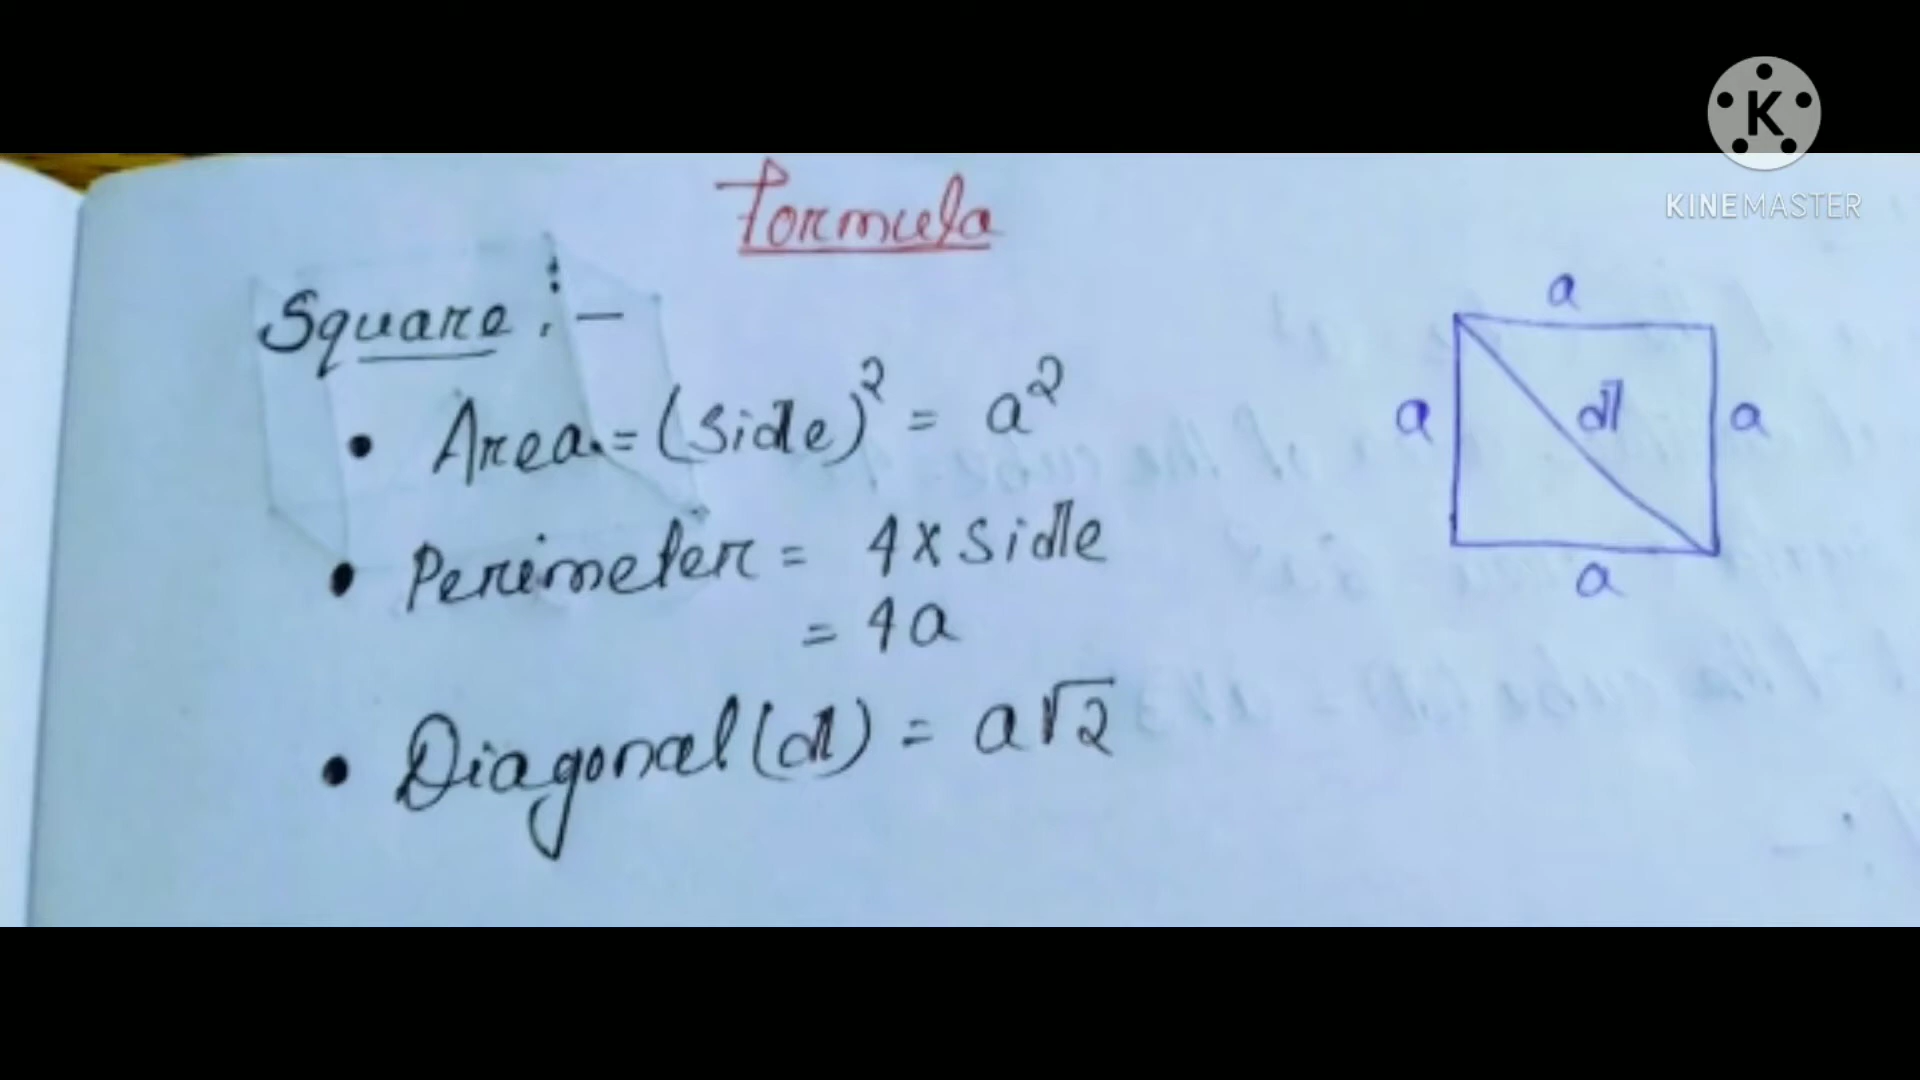 Formula
K
KINEMASTER
Square :-
• Area = (side)² = a²
• Perimeter = 4 x side
= 4a
• Diagonal (d) = a√2
a
a
d
a
a